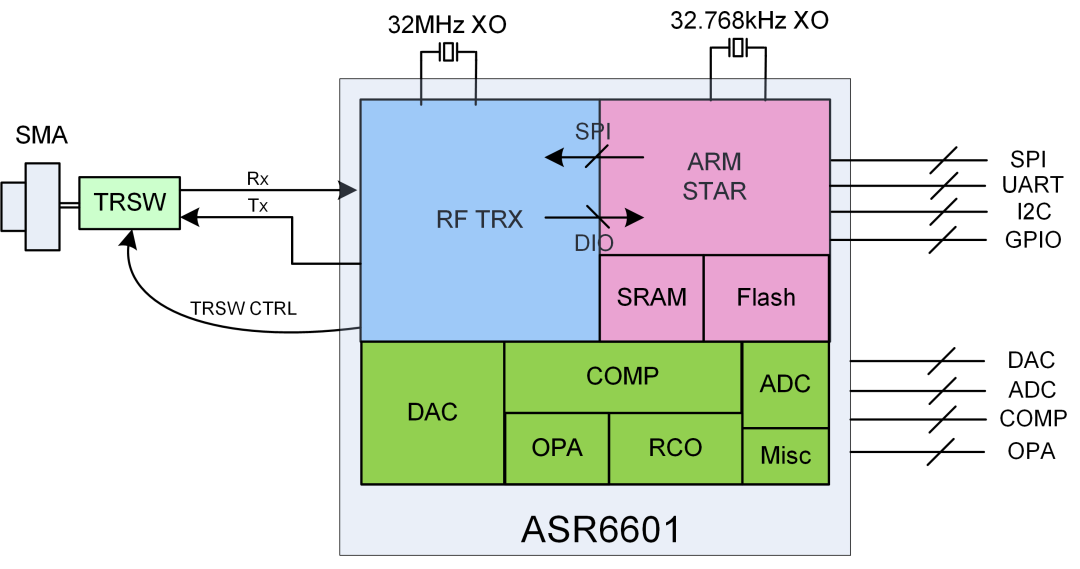 32MHz XO
32.768kHz XO
SMA
TRSW
Rx
Tx
TRSW CTRL
RF TRX
SPI
DIO
ARM
STAR
SRAM
Flash
SPI
UART
I2C
GPIO
DAC
COMP
ADC
OPA
RCO
Misc
DAC
ADC
COMP
OPA
ASR6601